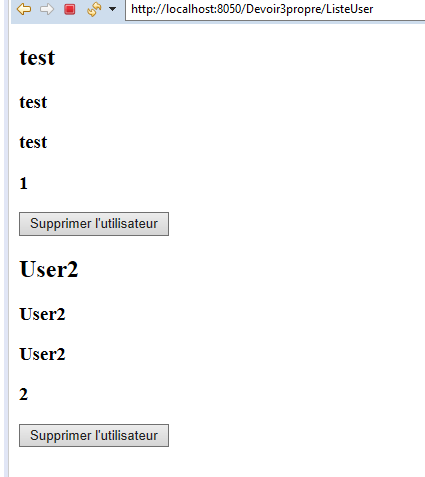 http://localhost:8050/Devoir3propre/ListeUser
test
test
test
1
Supprimer l'utilisateur
User2
User2
User2
2
Supprimer l'utilisateur